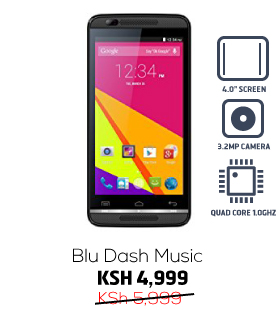 Google
12:34
4.0" SCREEN
3.2MP CAMERA
QUAD CORE 1.0GHZ
Blu Dash Music
KSH 4,999
KSh 5,999